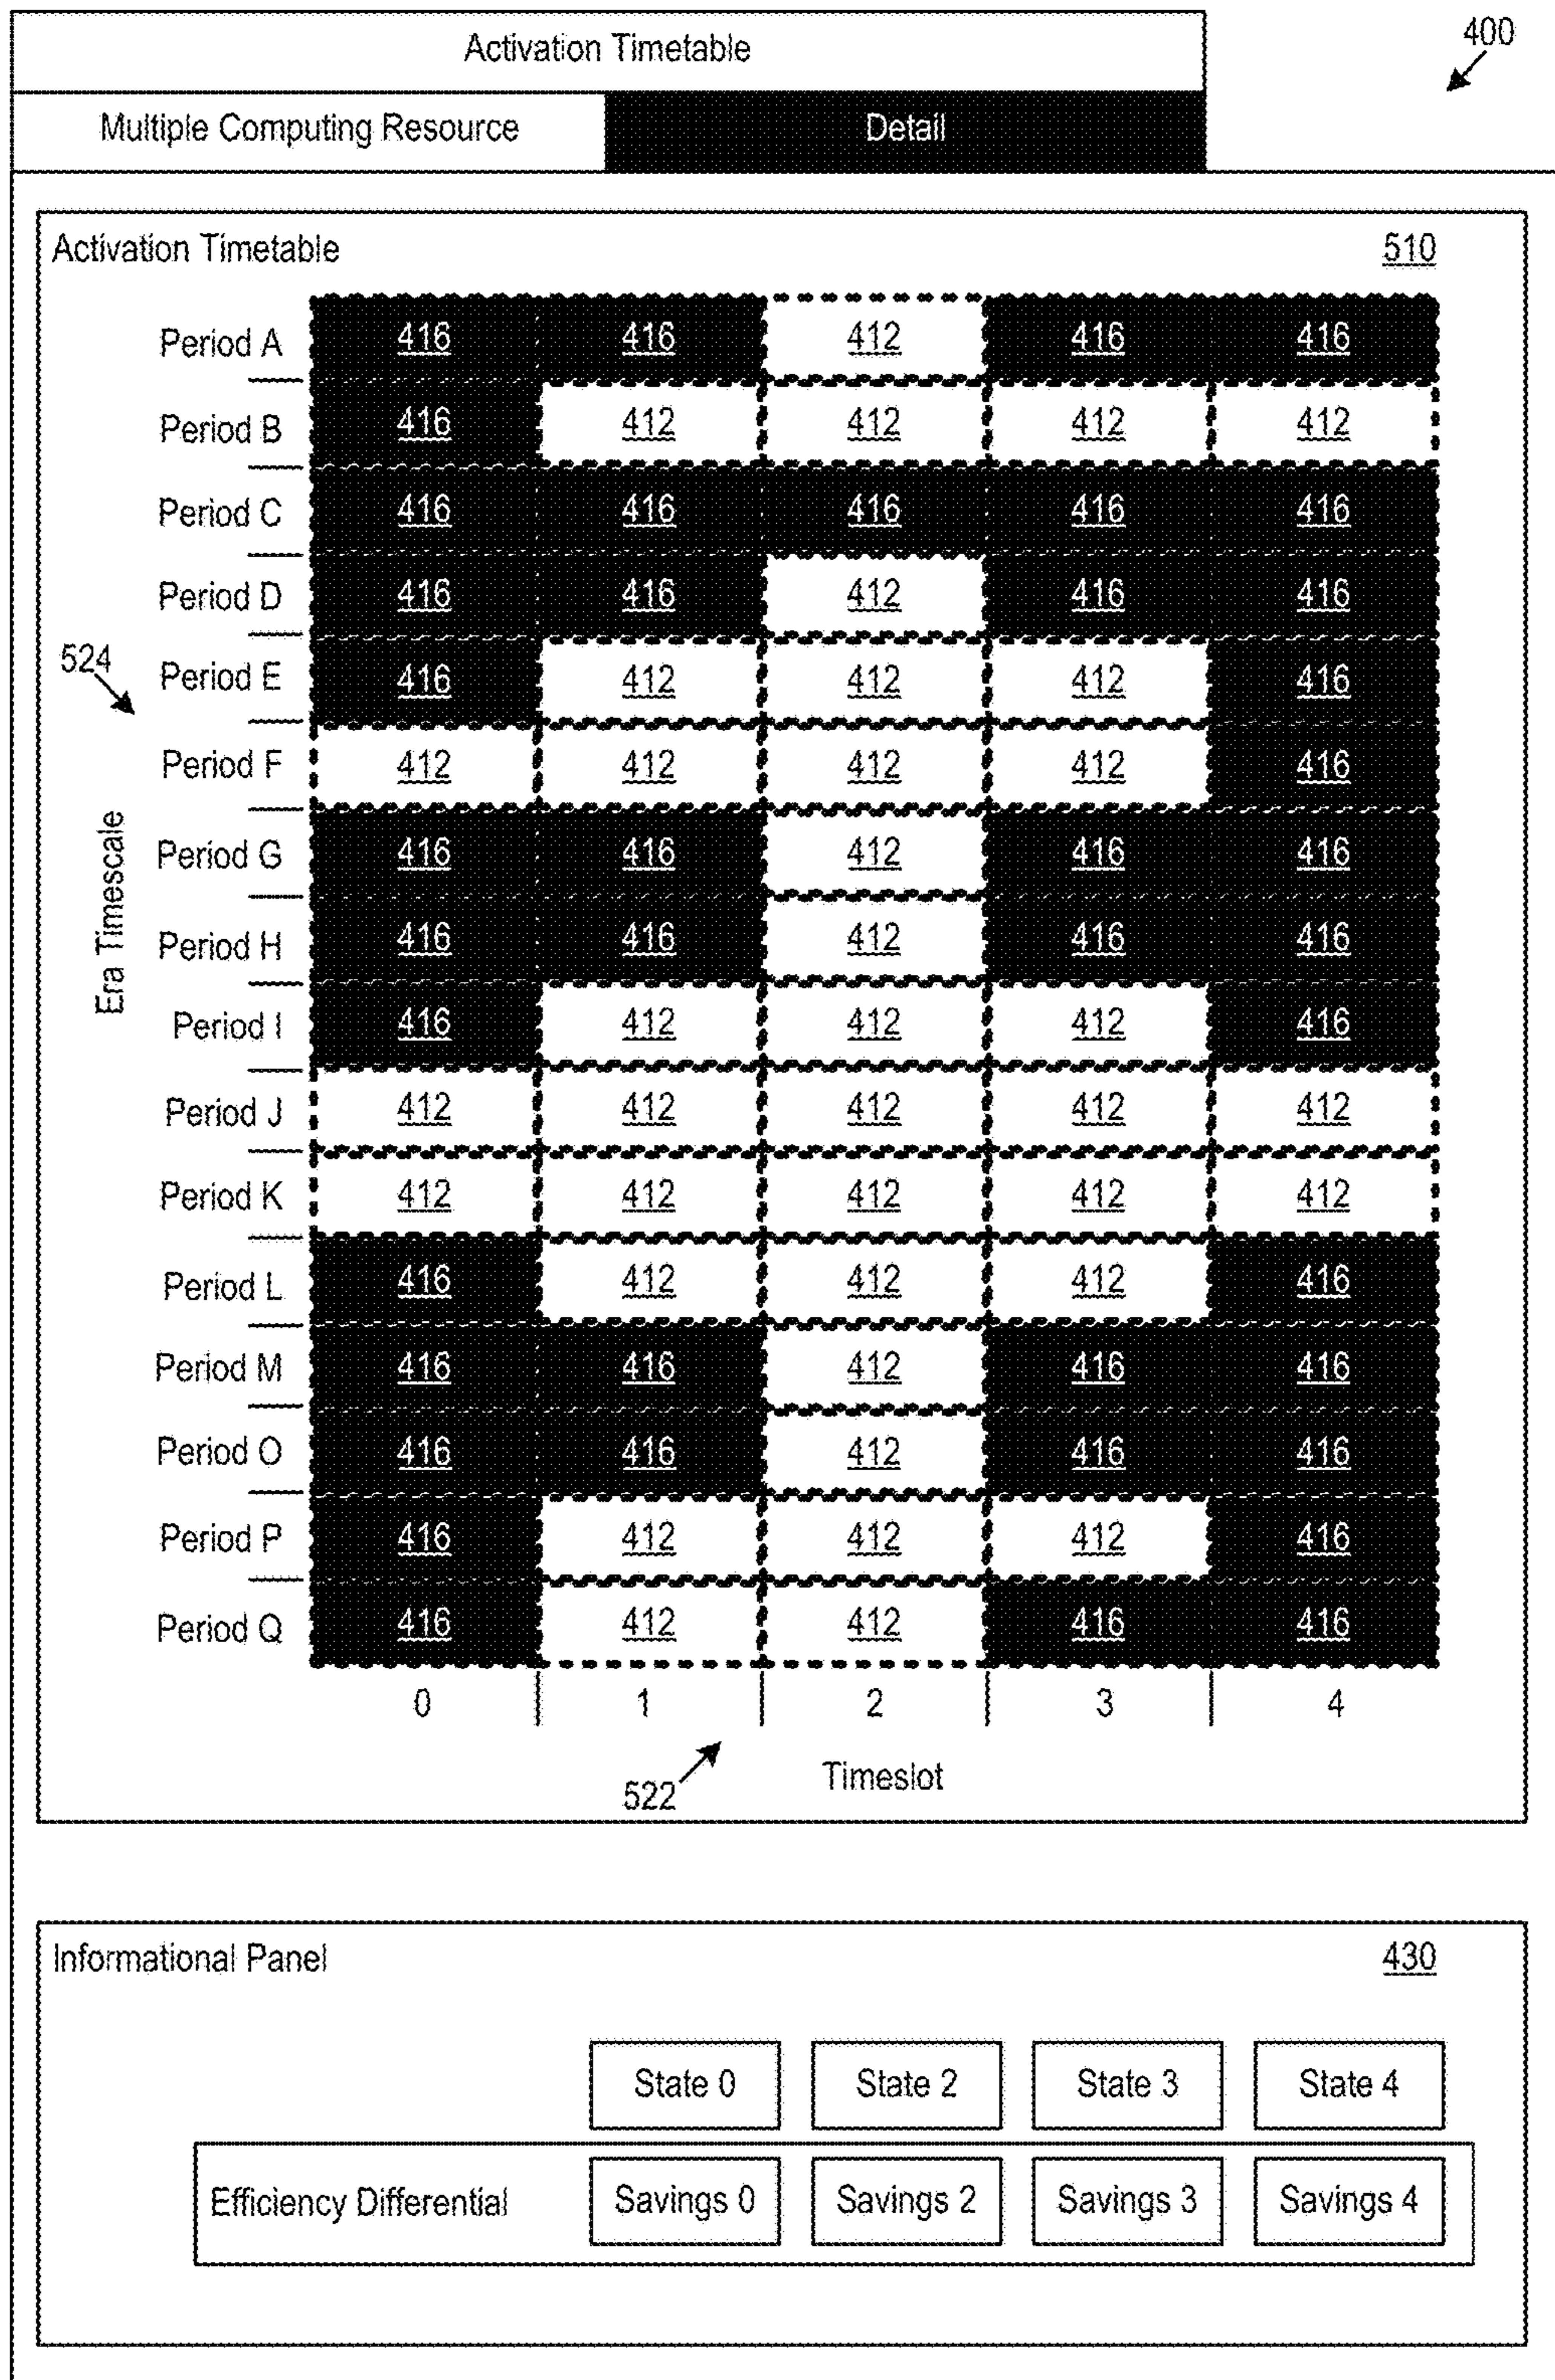 Activation Timetable
400
Multiple Computing Resource Detail
Activation Timetable 510
Period A 416 416 412 416 416
Period B 416 412 412 412 412
Period C 416 416 416 416 416
Period D 416 416 412 416 416
524
Period E 416 412 412 412 416
Period F 412 412 412 412 416
Era Timescale
Period G 416 416 412 416 416
Period H 416 416 412 416 416
Period I 416 412 412 412 416
Period J 412 412 412 412 412
Period K 412 412 412 412 412
Period L 416 412 412 412 416
Period M 416 416 412 416 416
Period O 416 416 412 416 416
Period P 416 412 412 412 416
Period Q 416 412 412 416 416
0 1 2 3 4
522 Timeslot
Informational Panel 430
State 0 State 2 State 3 State 4
Efficiency Differential Savings 0 Savings 2 Savings 3 Savings 4